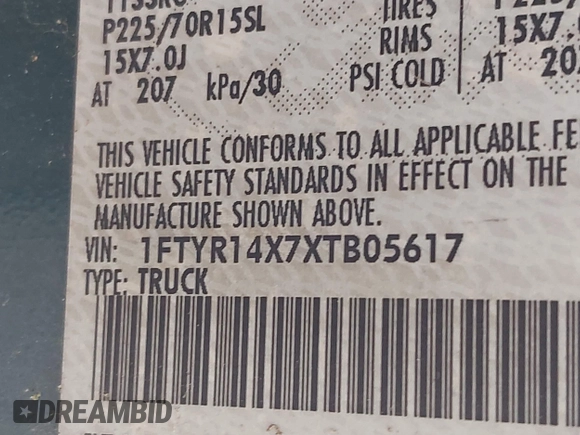 P225/70R15SL
15X7.0J
AT 207 kPa/30
TIRES
RIMS
PSI COLD
15X7.
AT 20
THIS VEHICLE CONFORMS TO ALL APPLICABLE FE
VEHICLE SAFETY STANDARDS IN EFFECT ON THE
MANUFACTURE SHOWN ABOVE.
VIN: 1FTYR14X7XTB05617
TYPE: TRUCK
DREAMBID